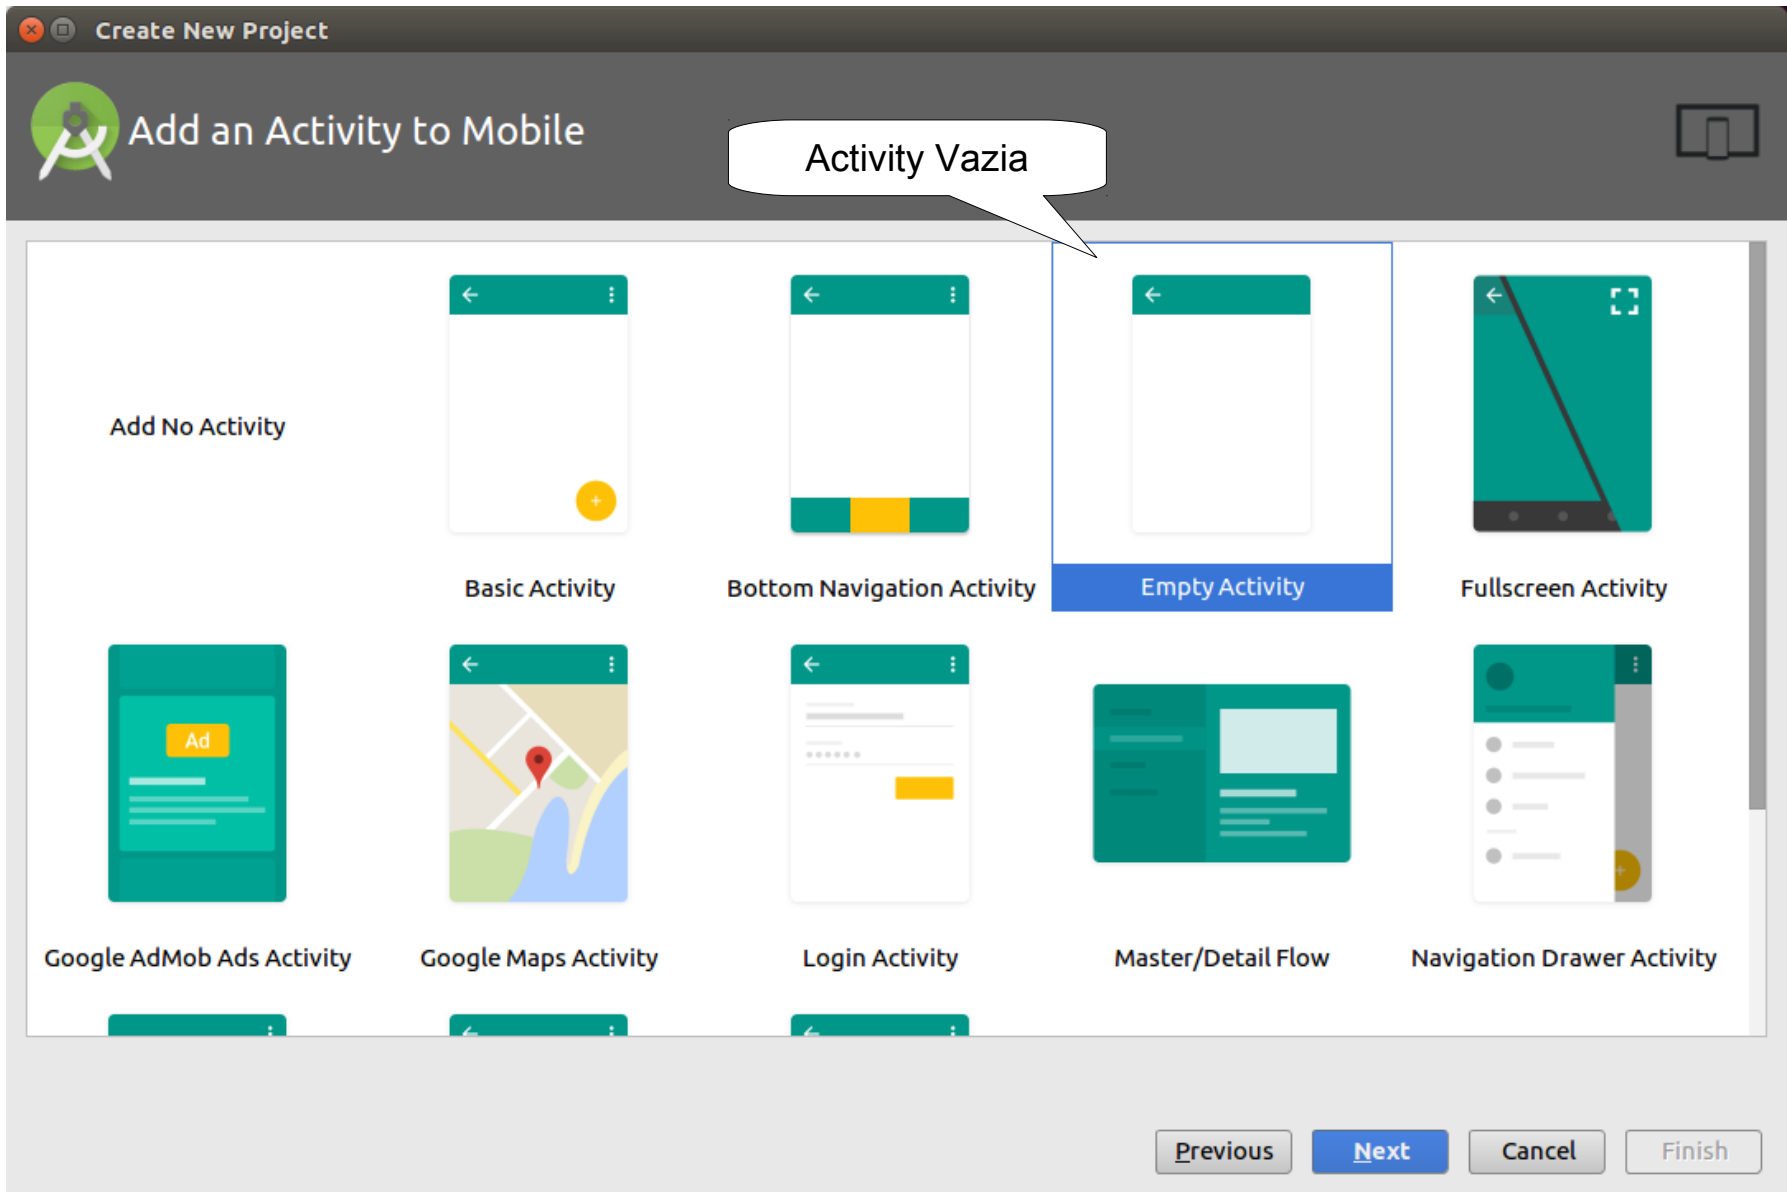 Create New Project
Add an Activity to Mobile
Activity Vazia
Add No Activity
Basic Activity
Bottom Navigation Activity
Empty Activity
Fullscreen Activity
Ad
Google AdMob Ads Activity
Google Maps Activity
Login Activity
Master/Detail Flow
Navigation Drawer Activity
Previous
Next
Cancel
Finish